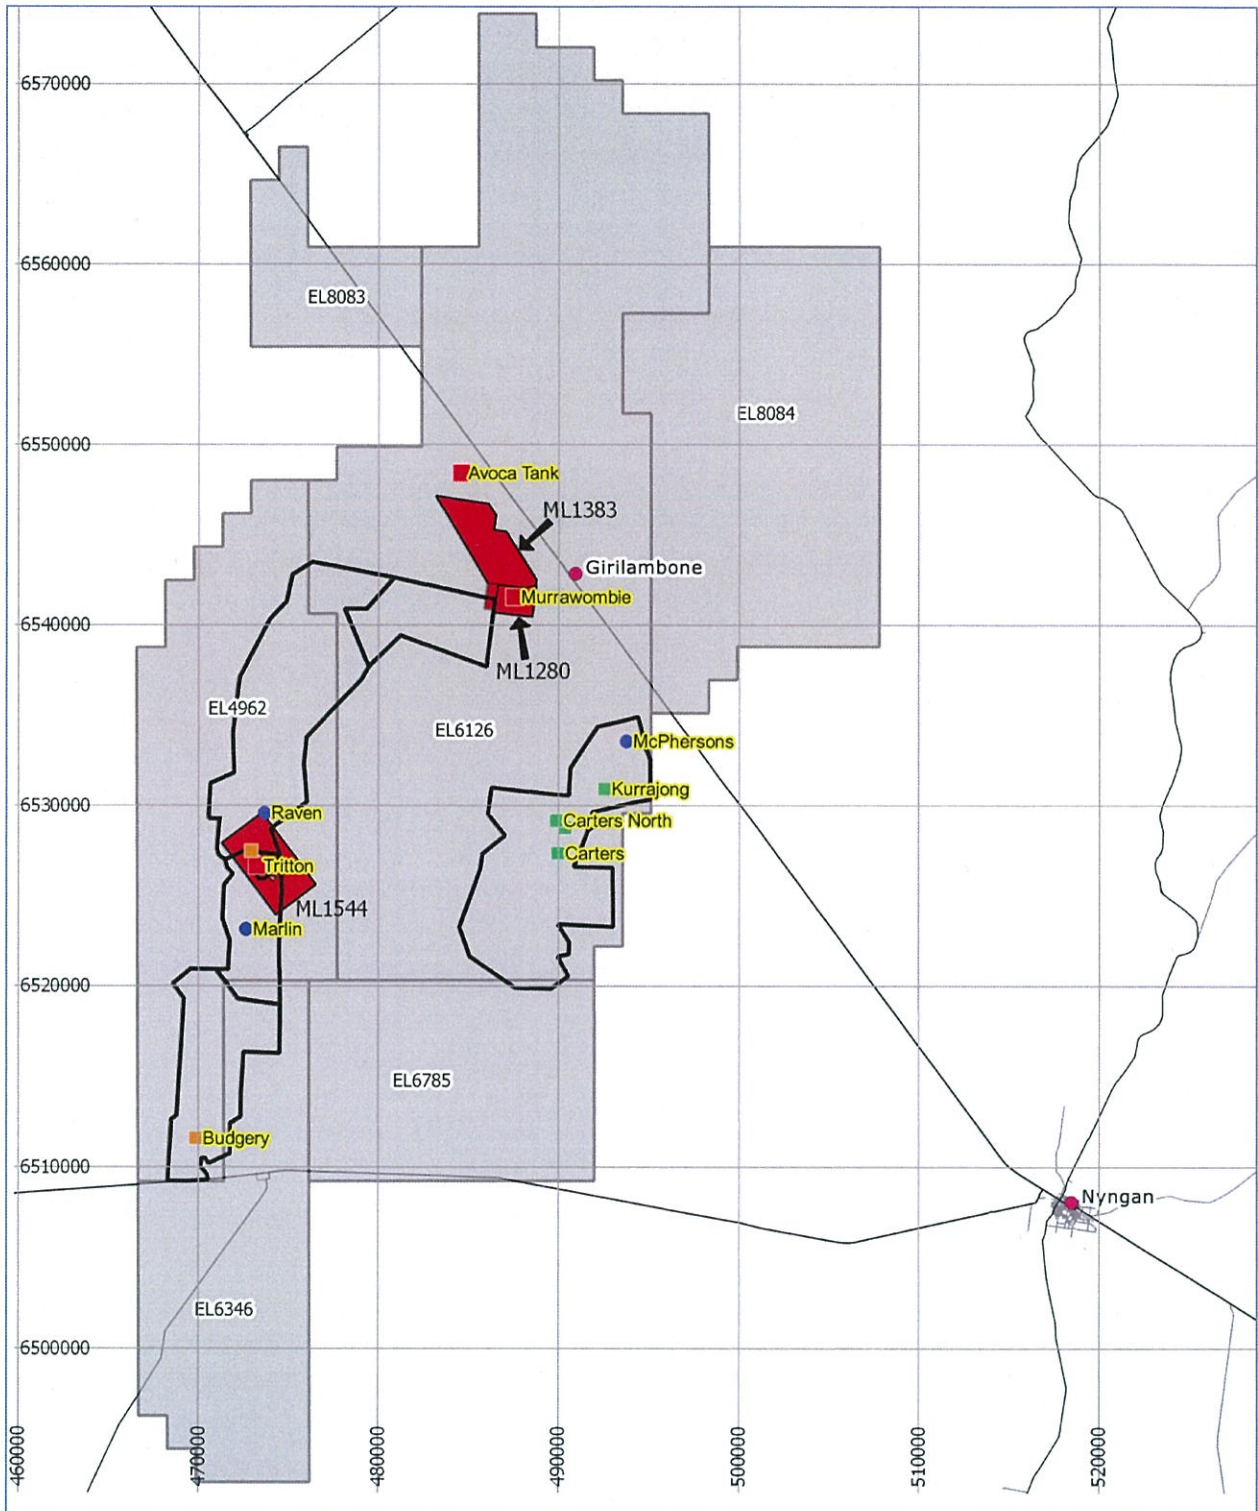 6570000
6560000
EL8083
EL8084
6550000
Avoca Tank
ML1383
Girilambone
Murrawombie
6540000
ML1280
EL4962
EL6126
McPhersons
Kurrajong
6530000
Raven
Carters North
Carters
Tritton
ML1544
Marlin
6520000
EL6785
Budgery
6510000
Nyngan
EL6346
6500000
460000
470000
480000
490000
500000
510000
520000